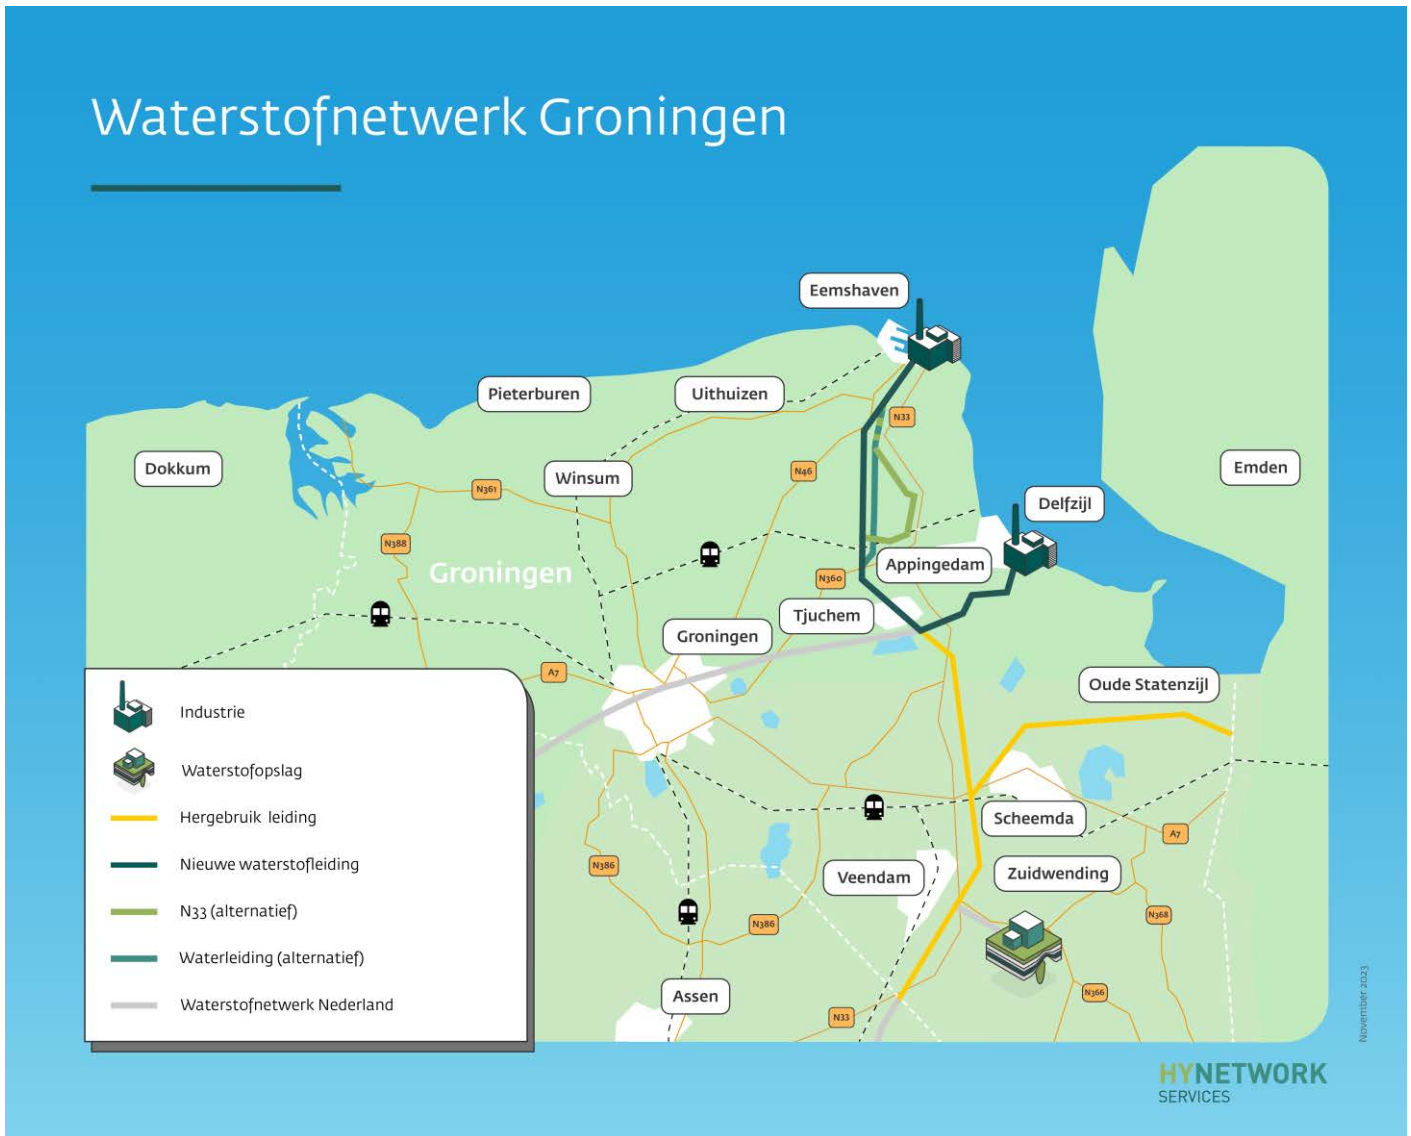 Waterstofnetwerk Groningen
Eemshaven
Pieterburen
Uithuizen
N33
Dokkum
Winsum
N46
Emden
N361
Delfzijl
N388
Groningen
Appingedam
N360
Tjuchem
Groningen
A7
Oude Statenzijl
Industrie
Waterstofopslag
Hergebruik leiding
Scheemda
A7
Nieuwe waterstofleiding
N386
Veendam
Zuidwending
N33 (alternatief)
N386
N368
Waterleiding (alternatief)
Assen
N366
Waterstofnetwerk Nederland
N33
November 2023
HYNETWORK
SERVICES